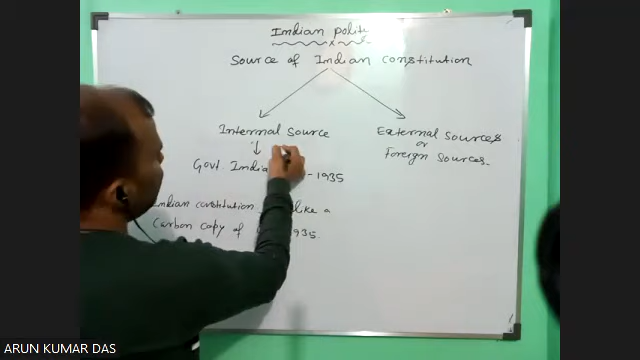 Indian polity
Source of Indian constitution
Internal Source
External Sources
or
Foreign Sources
Govt. India - 1935
Indian constitution like a
Carbon copy of 1935
ARUN KUMAR DAS